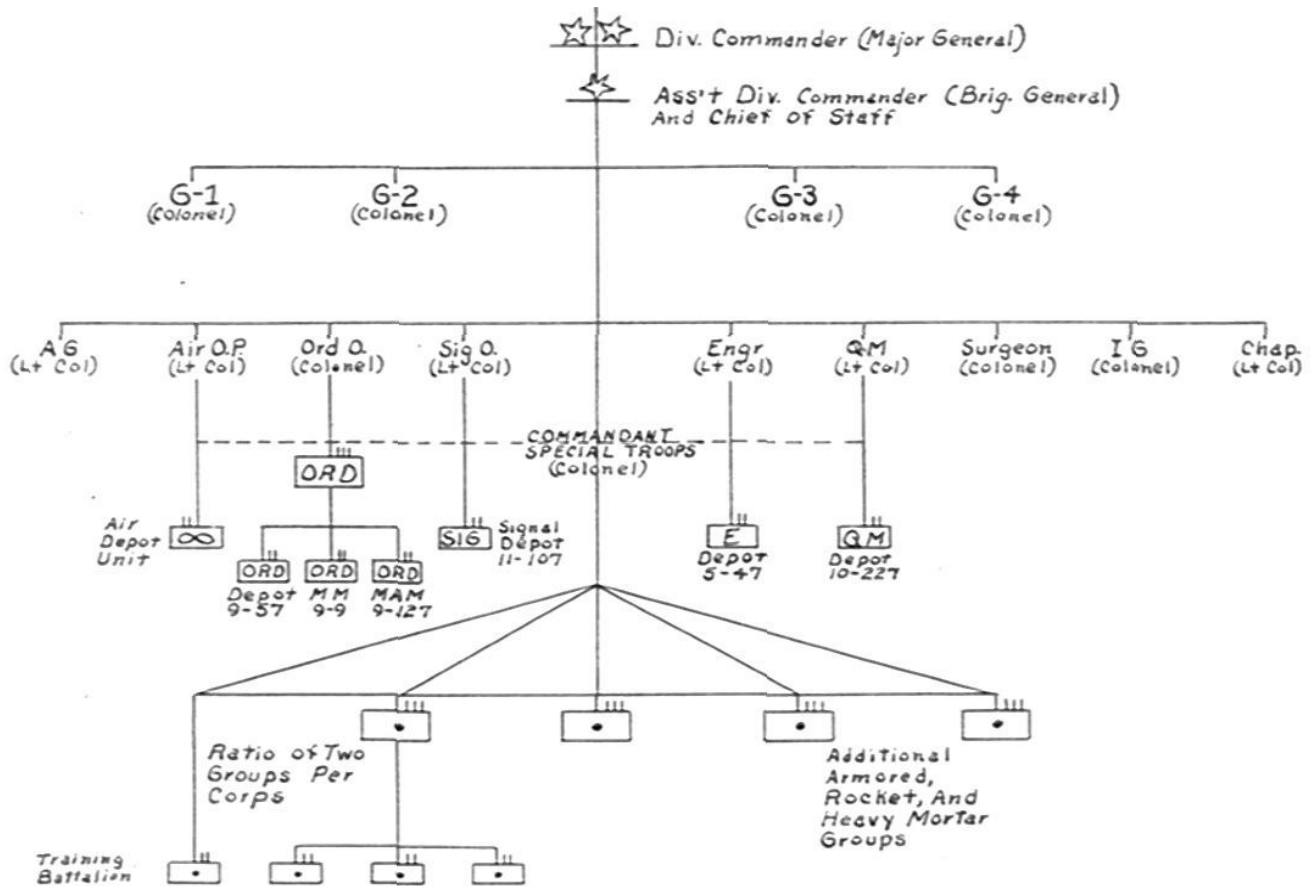 Div. Commander (Major General)
Ass't Div. Commander (Brig. General)
And Chief of Staff
G-1
(Colonel)
G-2
(Colonel)
G-3
(Colonel)
G-4
(Colonel)
AG
(Lt Col)
Air O.P.
(Lt Col)
Ord O.
(Colonel)
Sig O.
(Lt Col)
Engr
(Lt Col)
QM
(Lt Col)
Surgeon
(Colonel)
IG
(Colonel)
Chap.
(Lt Col)
COMMANDANT
SPECIAL TROOPS
(Colonel)
ORD
Air
Depot
Unit
ORD
Depot
9-57
ORD
MM
9-9
ORD
MAM
9-127
SIG
Signal
Depot
11-107
E
Depot
5-47
QM
Depot
10-227
Ratio of Two
Groups Per
Corps
Additional
Armored,
Rocket, And
Heavy Mortar
Groups
Training
Battalion